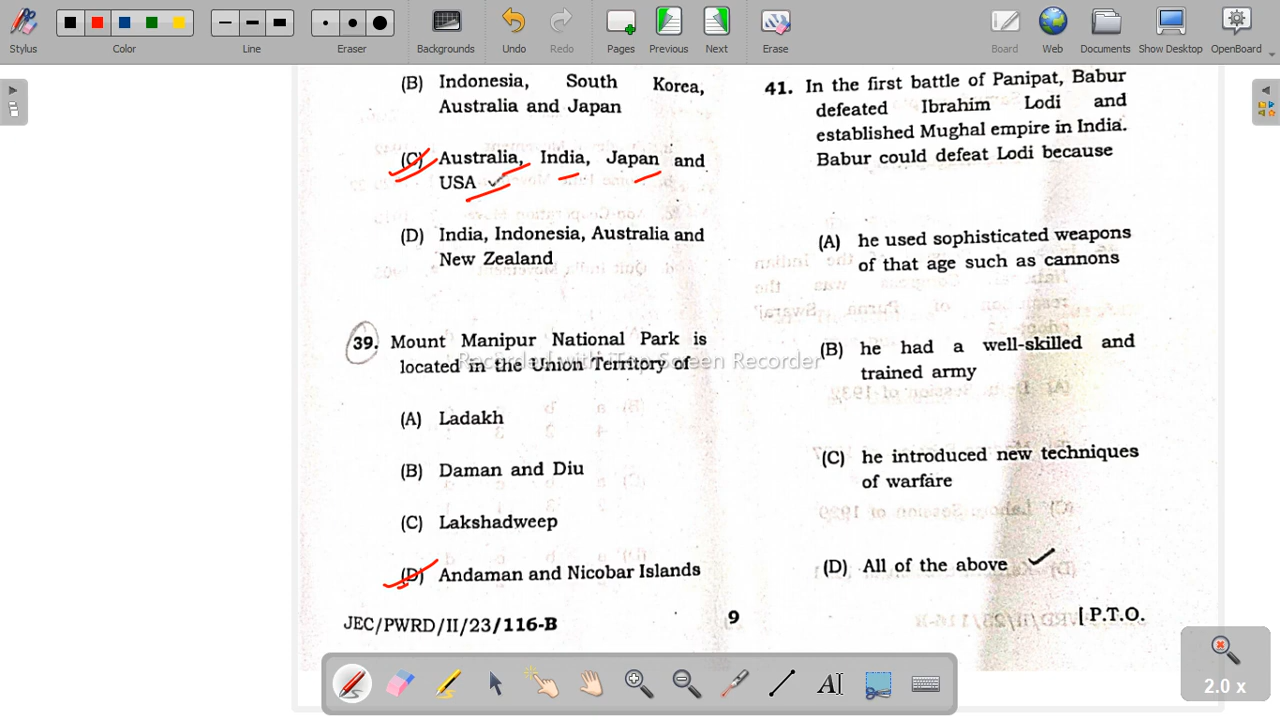 Stylus
Color
Line
Eraser
Backgrounds
Undo
Redo
Pages
Previous
Next
Erase
Board
Web
Documents
Show Desktop
OpenBoard
(B) Indonesia, South Korea,
Australia and Japan
(C) Australia, India, Japan and
USA
(D) India, Indonesia, Australia and
New Zealand
39. Mount Manipur National Park is
located in the Union Territory of
(A) Ladakh
(B) Daman and Diu
(C) Lakshadweep
(D) Andaman and Nicobar Islands
JEC/PWRD/II/23/116-B
41. In the first battle of Panipat, Babur
defeated Ibrahim Lodi and
established Mughal empire in India.
Babur could defeat Lodi because
(A) he used sophisticated weapons
of that age such as cannons
(B) he had a well-skilled and
trained army
(C) he introduced new techniques
of warfare
(D) All of the above
9
[ P.T.O.
Recorded with iTop Screen Recorder
2.0 x